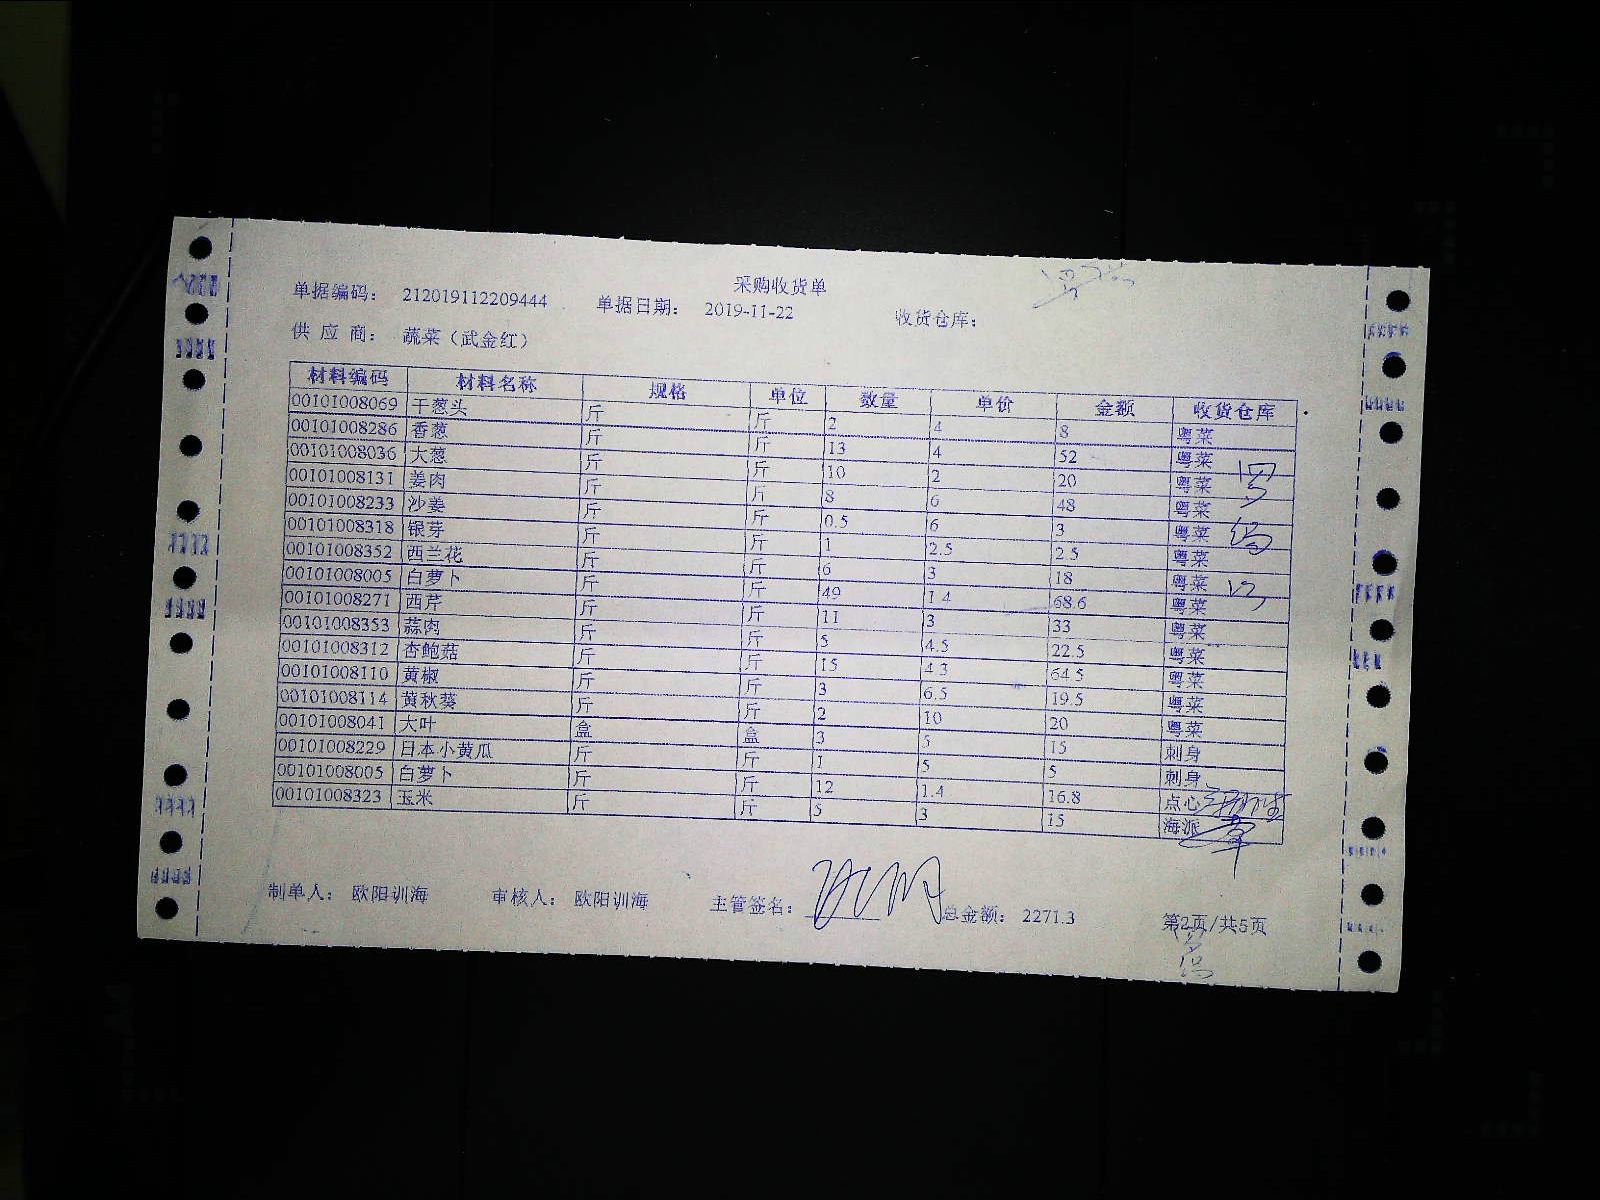 采购收货单
单据编码： 212019112209444 单据日期： 2019-11-22 收货仓库：
供 应 商： 蔬菜（武金红）
材料编码 材料名称 规格 单位 数量 单价 金额 收货仓库
00101008069 干葱头 斤 斤 2 4 8 粤菜
00101008286 香葱 斤 斤 13 4 52 粤菜
00101008036 大葱 斤 斤 10 2 20 粤菜
00101008131 姜肉 斤 斤 8 6 48 粤菜
00101008233 沙姜 斤 斤 0.5 6 3 粤菜
00101008318 银芽 斤 斤 1 2.5 2.5 粤菜
00101008352 西兰花 斤 斤 6 3 18 粤菜
00101008005 白萝卜 斤 斤 49 1.4 68.6 粤菜
00101008271 西芹 斤 斤 11 3 33 粤菜
00101008353 蒜肉 斤 斤 5 4.5 22.5 粤菜
00101008312 杏鲍菇 斤 斤 15 4.3 64.5 粤菜
00101008110 黄椒 斤 斤 3 6.5 19.5 粤菜
00101008114 黄秋葵 斤 斤 2 10 20 粤菜
00101008041 大叶 盒 盒 3 5 15 刺身
00101008229 日本小黄瓜 斤 斤 1 5 5 刺身
00101008005 白萝卜 斤 斤 12 1.4 16.8 点心
00101008323 玉米 斤 斤 5 3 15 海派
制单人： 欧阳训海 审核人： 欧阳训海 主管签名： 总金额： 2271.3 第2页/共5页